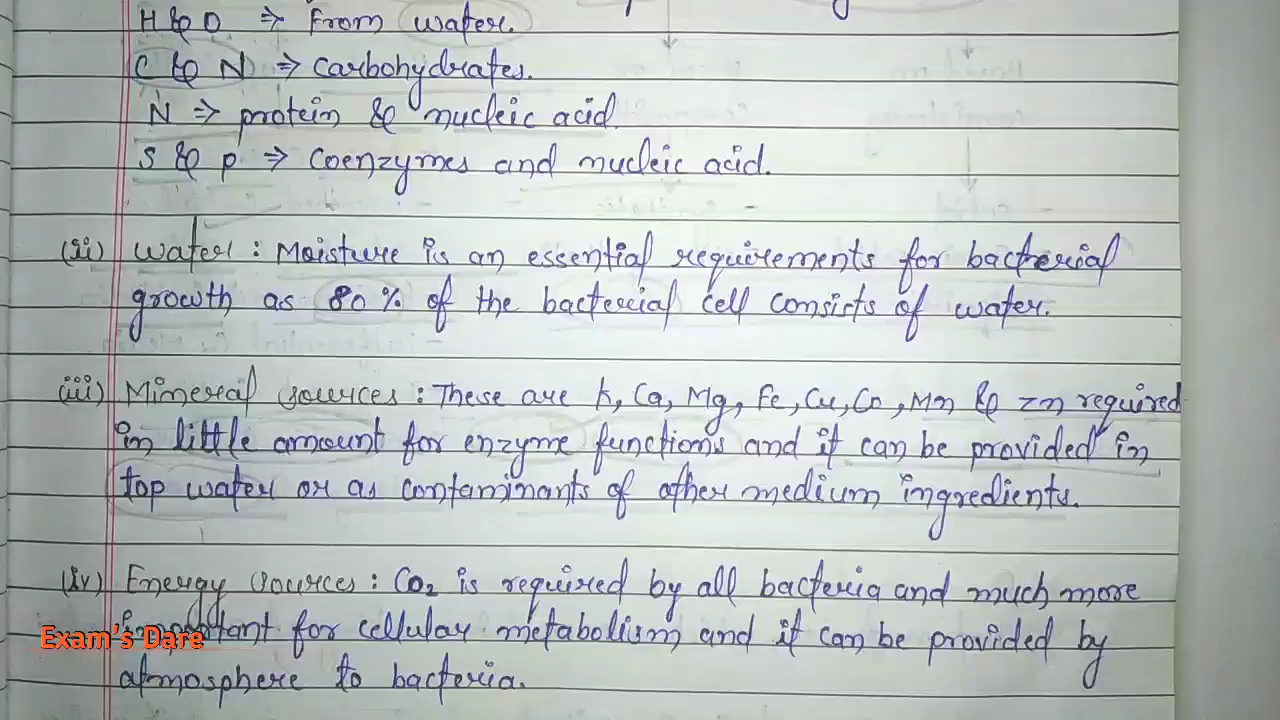 H & O ⇒ From water.
C & N ⇒ carbohydrates.
N ⇒ protein & nucleic acid
S & p ⇒ coenzymes and nucleic acid.
(ii) Water : Moisture is an essential requirements for bacterial
growth as 80% of the bacterial cell consists of water.
(iii) Mineral sources : These are K, Ca, Mg, Fe, Cu, Co, Mn & Zn required
in little amount for enzyme functions and it can be provided in
top water or as contaminants of other medium ingredients.
(iv) Energy sources : CO2 is required by all bacteria and much more
important for cellular metabolism and it can be provided by
Exam's Dare
atmosphere to bacteria.